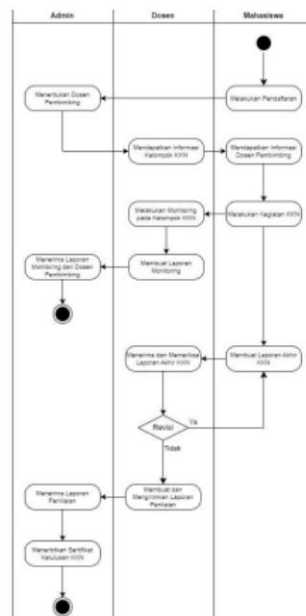 Admin
Dosen
Mahasiswa
Melakukan Pendaftaran
Menentukan Dosen
Pembimbing
Mendapatkan Informasi
Kelompok KKN
Mendapatkan Informasi
Dosen Pembimbing
Melakukan Kegiatan KKN
Melakukan Monitoring
pada Kelompok KKN
Membuat Laporan
Monitoring
Menerima Laporan
Monitoring dari Dosen
Pembimbing
Membuat Laporan Akhir
KKN
Menerima dan Memeriksa
Laporan Akhir KKN
Revisi
Ya
Tidak
Membuat dan
Mengirimkan Laporan
Penilaian
Menerima Laporan
Penilaian
Menerbitkan Sertifikat
Kelulusan KKN